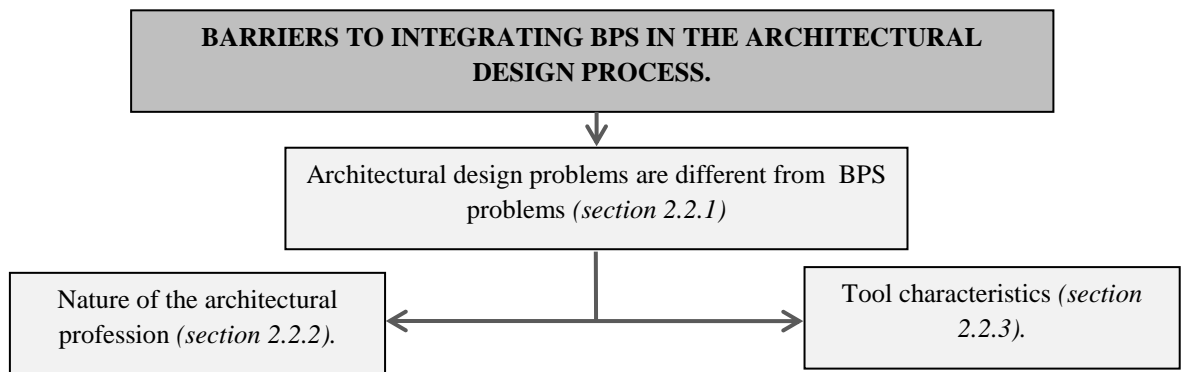 BARRIERS TO INTEGRATING BPS IN THE ARCHITECTURAL
DESIGN PROCESS.
Architectural design problems are different from BPS
problems (section 2.2.1)
Nature of the architectural
profession (section 2.2.2).
Tool characteristics (section
2.2.3).